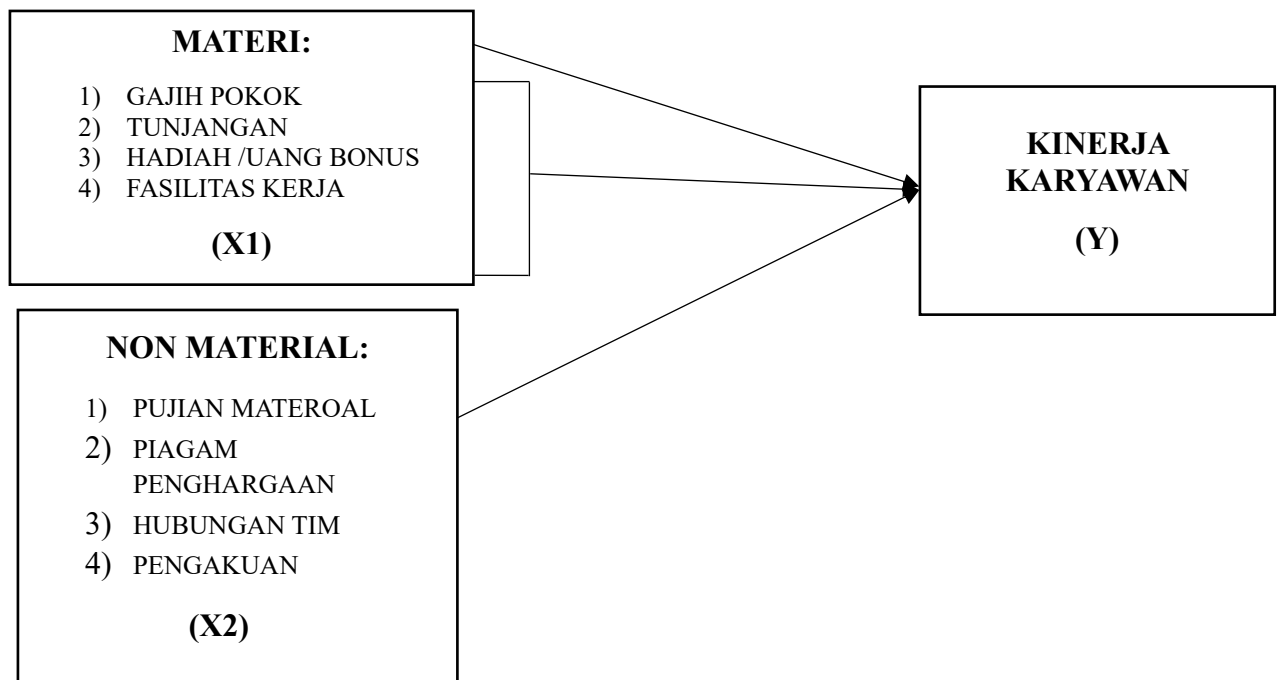 MATERI:
1) GAJIH POKOK
2) TUNJANGAN
3) HADIAH /UANG BONUS
4) FASILITAS KERJA
(X1)
NON MATERIAL:
1) PUJIAN MATEROAL
2) PIAGAM
PENGHARGAAN
3) HUBUNGAN TIM
4) PENGAKUAN
(X2)
KINERJA
KARYAWAN
(Y)